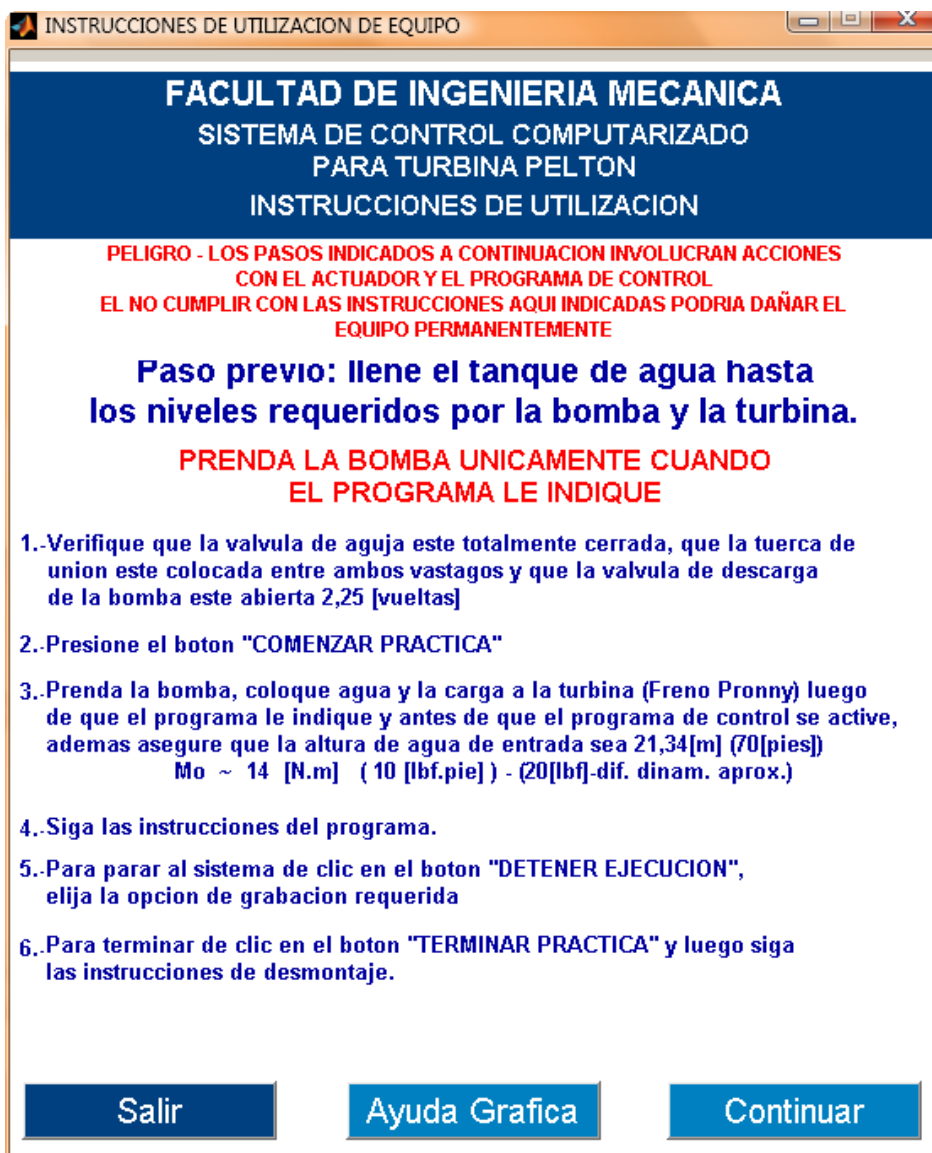 INSTRUCCIONES DE UTILIZACION DE EQUIPO
FACULTAD DE INGENIERIA MECANICA
SISTEMA DE CONTROL COMPUTARIZADO
PARA TURBINA PELTON
INSTRUCCIONES DE UTILIZACION
PELIGRO - LOS PASOS INDICADOS A CONTINUACION INVOLUCRAN ACCIONES
CON EL ACTUADOR Y EL PROGRAMA DE CONTROL
EL NO CUMPLIR CON LAS INSTRUCCIONES AQUI INDICADAS PODRIA DAÑAR EL
EQUIPO PERMANENTEMENTE
Paso previo: llene el tanque de agua hasta
los niveles requeridos por la bomba y la turbina.
PRENDA LA BOMBA UNICAMENTE CUANDO
EL PROGRAMA LE INDIQUE
1.-Verifique que la valvula de aguja este totalmente cerrada, que la tuerca de
union este colocada entre ambos vastagos y que la valvula de descarga
de la bomba este abierta 2,25 [vueltas]
2.-Presione el boton "COMENZAR PRACTICA"
3.-Prenda la bomba, coloque agua y la carga a la turbina (Freno Pronny) luego
de que el programa le indique y antes de que el programa de control se active,
ademas asegure que la altura de agua de entrada sea 21,34[m] (70[pies])
Mo ~ 14 [N.m] ( 10 [lbf.pie] ) - (20[lbf]-dif. dinam. aprox.)
4.-Siga las instrucciones del programa.
5.-Para parar al sistema de clic en el boton "DETENER EJECUCION",
elija la opcion de grabacion requerida
6.-Para terminar de clic en el boton "TERMINAR PRACTICA" y luego siga
las instrucciones de desmontaje.
Salir
Ayuda Grafica
Continuar